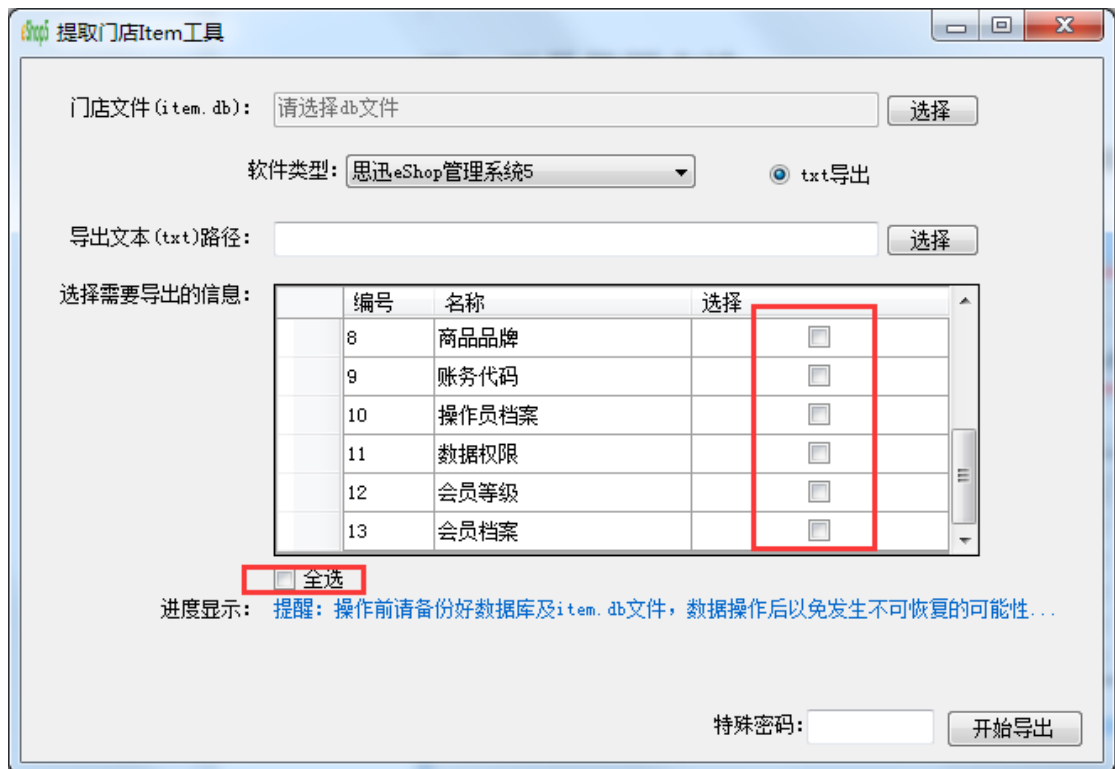 eShop5 提取门店Item工具
门店文件(item.db): 请选择db文件 选择
软件类型: 思迅eShop管理系统5 txt导出
导出文本(txt)路径: 选择
选择需要导出的信息:
编号 名称 选择
8 商品品牌
9 账务代码
10 操作员档案
11 数据权限
12 会员等级
13 会员档案
全选
进度显示: 提醒: 操作前请备份好数据库及item.db文件, 数据操作后以免发生不可恢复的可能性...
特殊密码: 开始导出